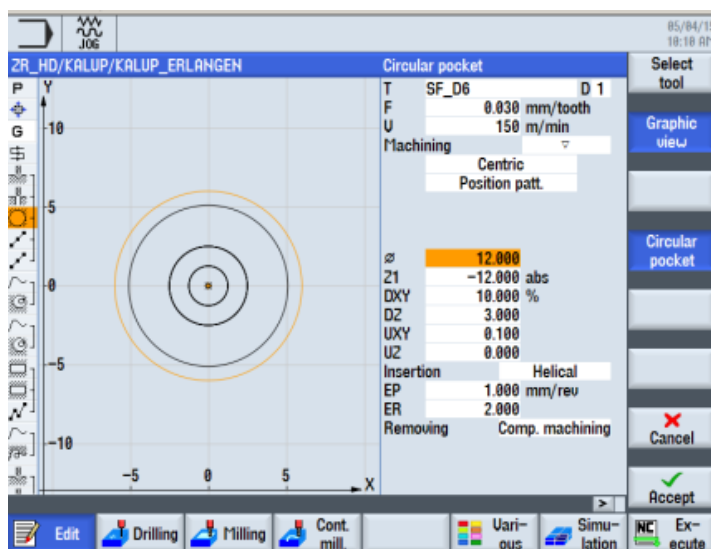 JOG
05/04/1
10:10 AM
ZR_HD/KALUP/KALUP_ERLANGEN
Circular pocket
Select
tool
P
Y
T SF_D6 D 1
F 0.030 mm/tooth
V 150 m/min
Machining ▽
Centric
Position patt.
Graphic
view
G
10
5
0
-5
-10
-5 0 5 X
ø 12.000
Z1 -12.000 abs
DXY 10.000 %
DZ 3.000
UXY 0.100
UZ 0.000
Insertion Helical
EP 1.000 mm/rev
ER 2.000
Removing Comp. machining
Circular
pocket
Cancel
>
Accept
Edit
Drilling
Milling
Cont.
mill.
Vari-
ous
Simu-
lation
NC
Ex-
ecute